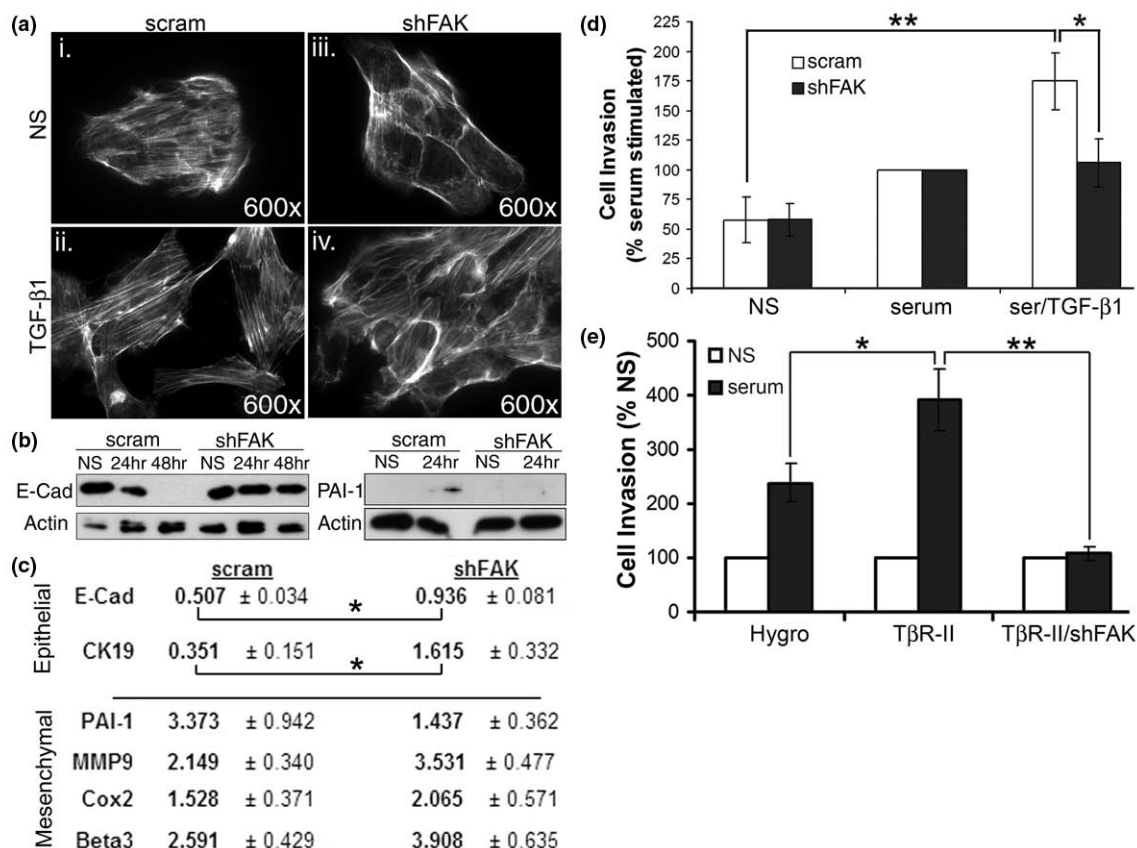 (a)
scram shFAK
NS
i.
600x
iii.
600x
TGF-β1
ii.
600x
iv.
600x
(b)
scram shFAK
NS 24hr 48hr NS 24hr 48hr
E-Cad
Actin
scram shFAK
NS 24hr NS 24hr
PAI-1
Actin
(c)
scram shFAK
Epithelial
E-Cad 0.507 ± 0.034 0.936 ± 0.081
*
CK19 0.351 ± 0.151 1.615 ± 0.332
*
Mesenchymal
PAI-1 3.373 ± 0.942 1.437 ± 0.362
MMP9 2.149 ± 0.340 3.531 ± 0.477
Cox2 1.528 ± 0.371 2.065 ± 0.571
Beta3 2.591 ± 0.429 3.908 ± 0.635
(d)
Cell Invasion
(% serum stimulated)
225
200
175
150
125
100
75
50
25
0
** *
scram
shFAK
NS serum ser/TGF-β1
(e)
Cell Invasion (% NS)
500
400
300
200
100
0
NS
serum
* **
Hygro TβR-II TβR-II/shFAK